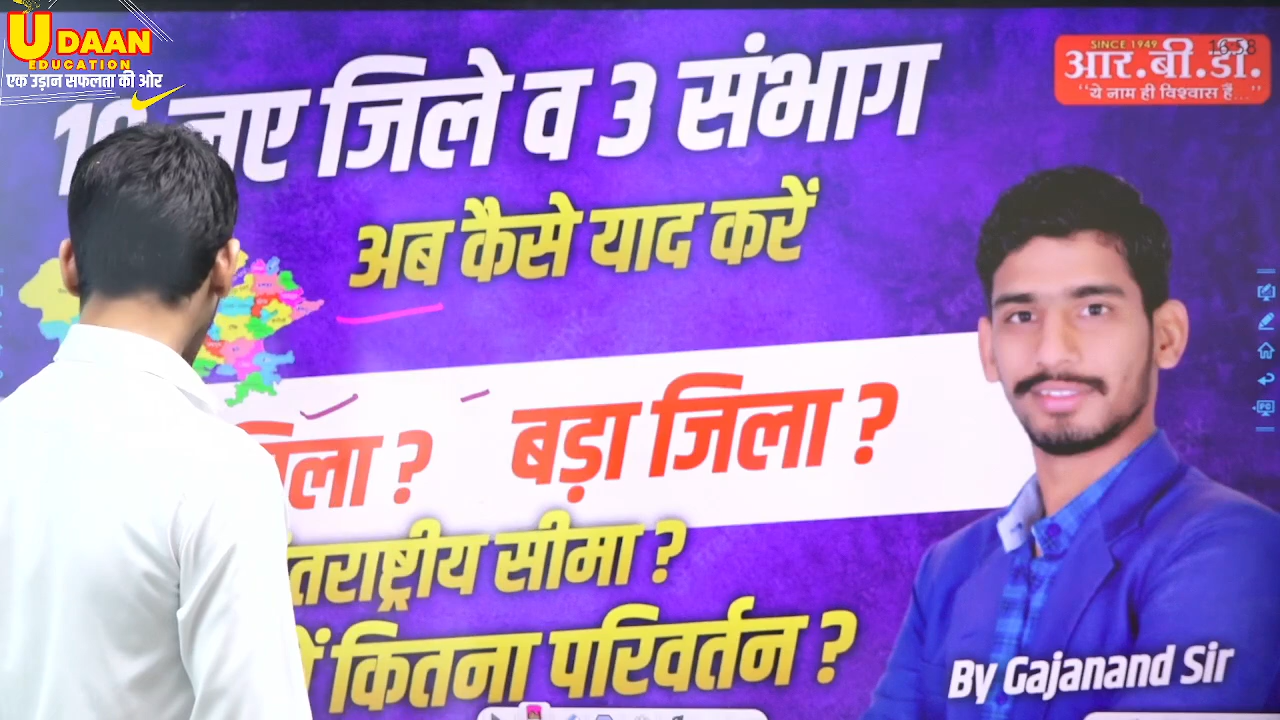 UDAAN
EDUCATION
एक उड़ान सफलता की ओर
SINCE 1949
आर.बी.डी.
“ये नाम ही विश्वास हैं...”
नए जिले व 3 संभाग
अब कैसे याद करें
बड़ा जिला ?
सीमा ?
कितना परिवर्तन ?
By Gajanand Sir